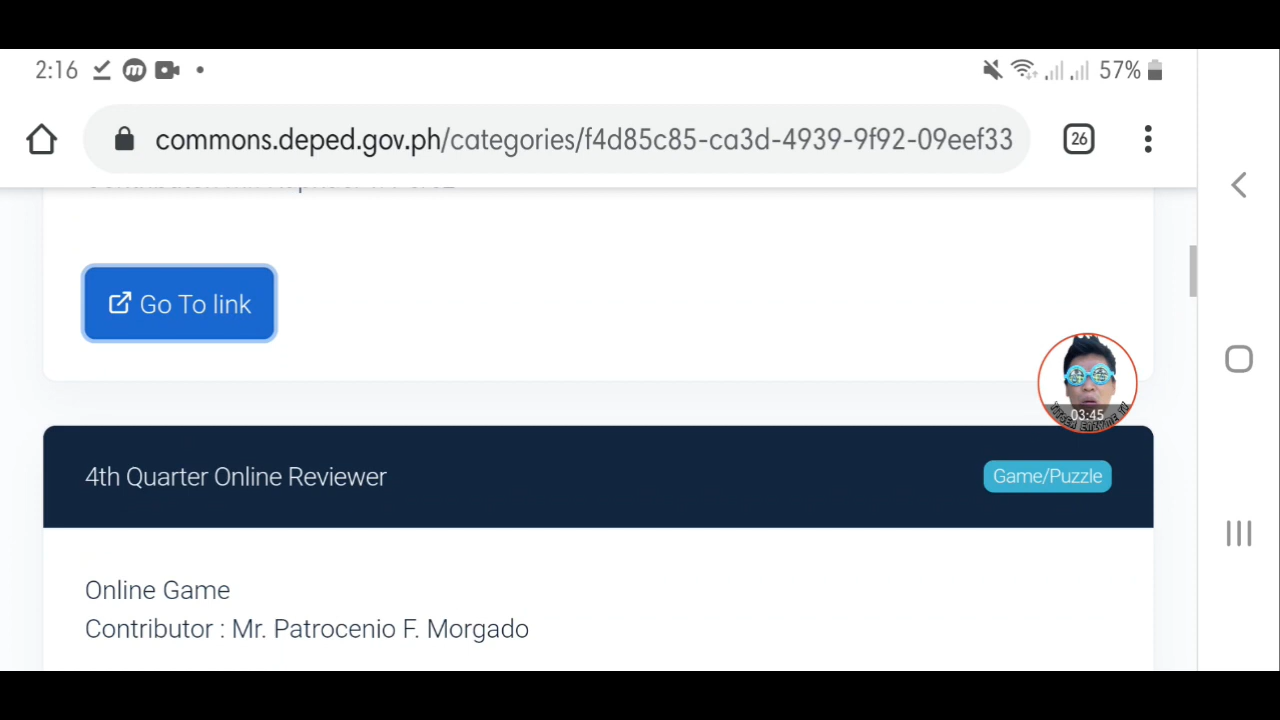 2:16
57%
commons.deped.gov.ph/categories/f4d85c85-ca3d-4939-9f92-09eef33
26
Go To link
03:45
4th Quarter Online Reviewer
Game/Puzzle
Online Game
Contributor : Mr. Patrocenio F. Morgado